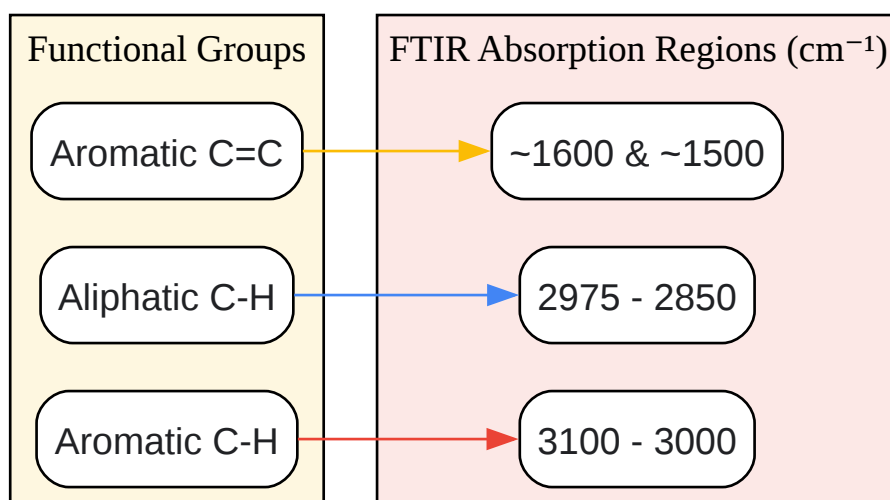 Functional Groups
FTIR Absorption Regions (cm⁻¹)
Aromatic C=C
~1600 & ~1500
Aliphatic C-H
2975 - 2850
Aromatic C-H
3100 - 3000